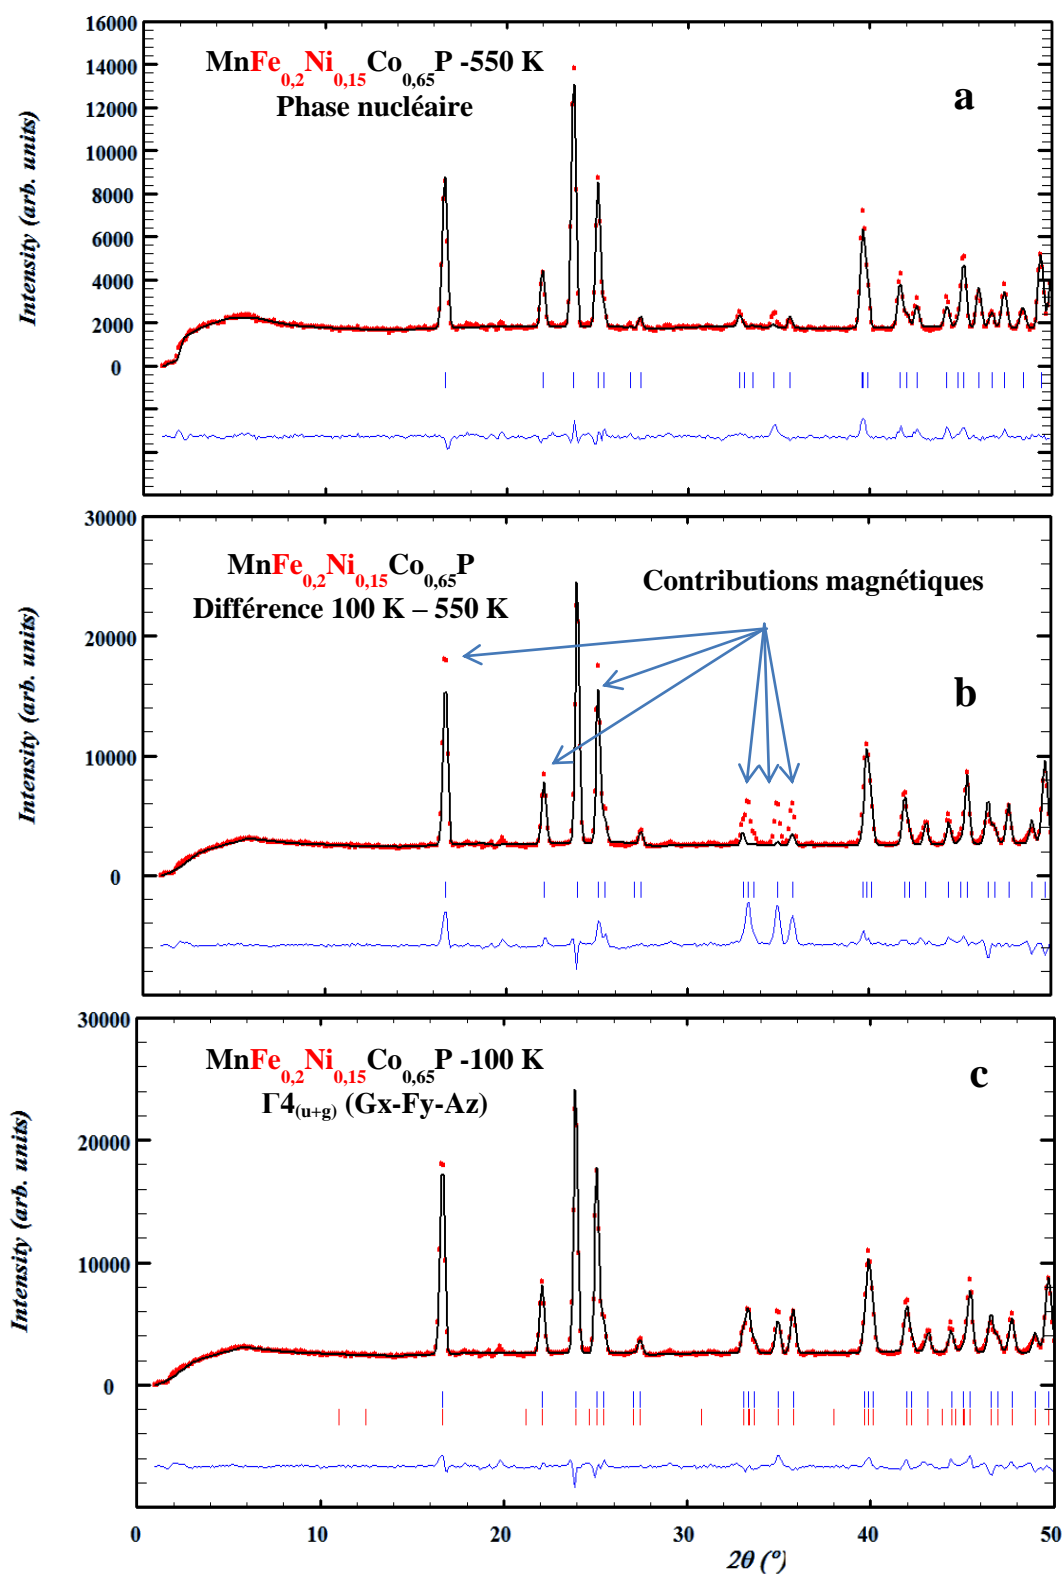 16000
14000
12000
10000
8000
6000
4000
2000
0
Intensity (arb. units)
MnFe0,2Ni0,15Co0,65P -550 K
Phase nucléaire
a
30000
20000
10000
0
Intensity (arb. units)
MnFe0,2Ni0,15Co0,65P
Différence 100 K – 550 K
Contributions magnétiques
b
30000
20000
10000
0
Intensity (arb. units)
MnFe0,2Ni0,15Co0,65P -100 K
Γ4(u+g) (Gx-Fy-Az)
c
0 10 20 30 40 50
2θ (°)